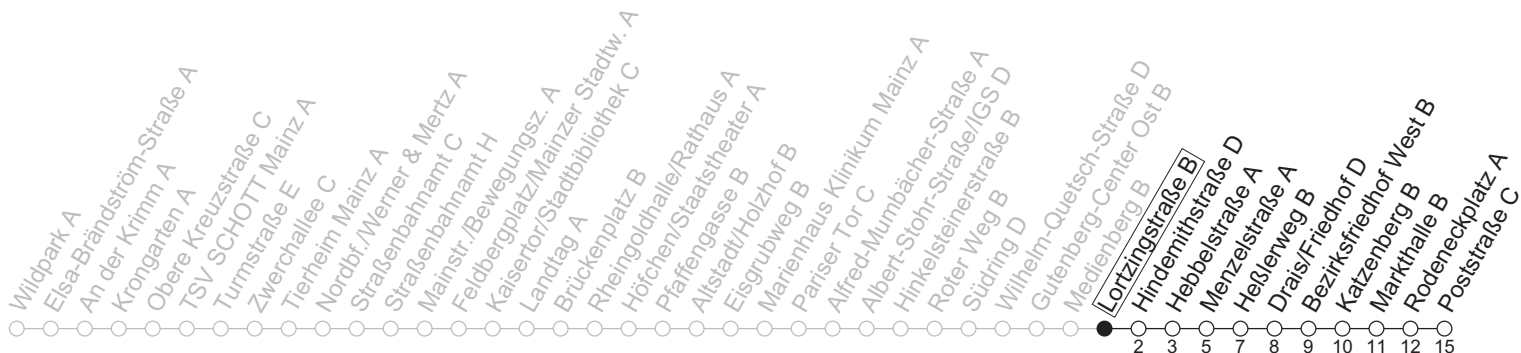 Wildpark A
Elsa-Brändström-Straße A
An der Krimm A
Krongarten A
Obere Kreuzstraße C
TSV SCHOTT Mainz A
Turmstraße E
Zwerchallee C
Tierheim Mainz A
Nordbf./Werner & Mertz A
Straßenbahnamt C
Straßenbahnamt H
Mainstr./Bewegungsz. A
Feldbergplatz/Mainzer Stadtw. A
Kaisertor/Stadtbibliothek C
Landtag A
Brückenplatz B
Rheingoldhalle/Rathaus A
Höfchen/Staatstheater A
Pfaffengasse B
Altstadt/Holzhof B
Eisgrubweg B
Marienhaus Klinikum Mainz A
Pariser Tor C
Alfred-Mumbächer-Straße A
Albert-Stohr-Straße/IGS D
Hinkelsteinerstraße B
Roter Weg B
Südring D
Wilhelm-Quetsch-Straße D
Gutenberg-Center Ost B
Medienberg B
Lortzingstraße B
Hindemithstraße D
Hebbelstraße A
Menzelstraße A
Heßlerweg B
Drais/Friedhof D
Bezirksfriedhof West B
Katzenberg B
Markthalle B
Rodeneckplatz A
Poststraße C
2 3 5 7 8 9 10 11 12 15